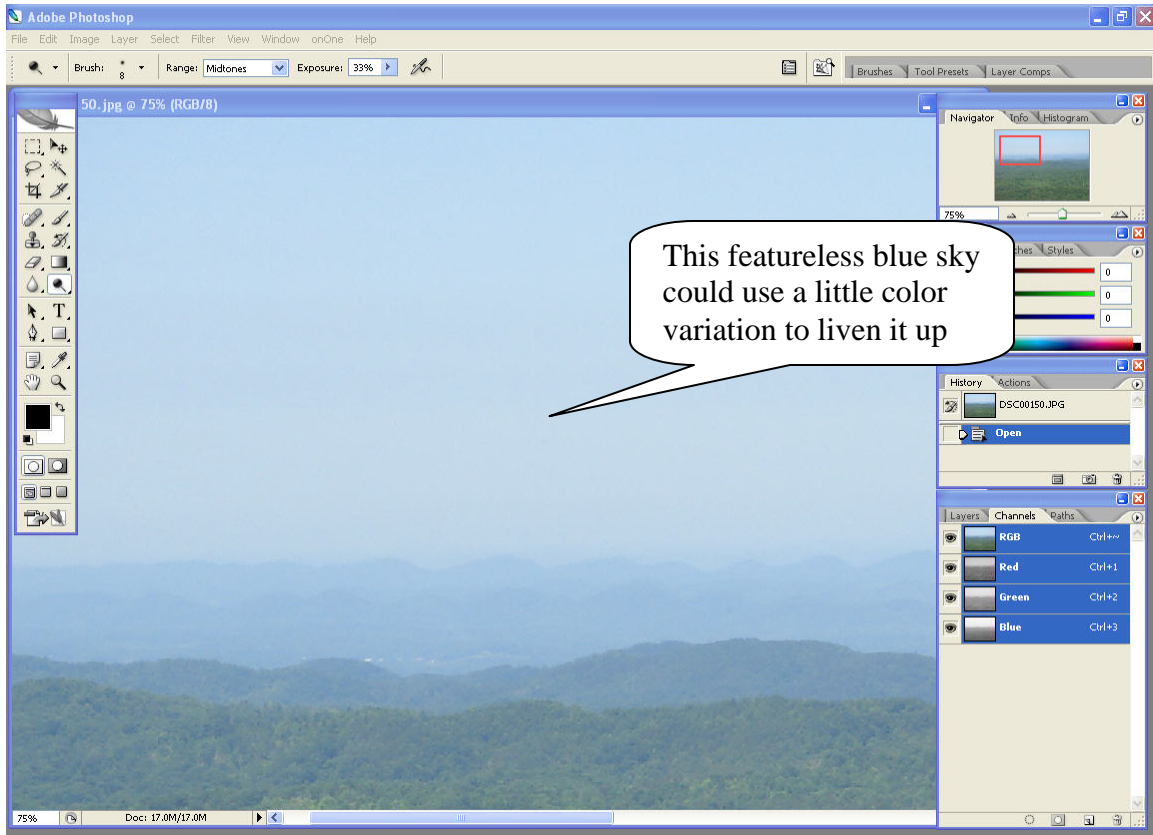 Adobe Photoshop
File Edit Image Layer Select Filter View Window onOne Help
Brush: 8 Range: Midtones Exposure: 33%
Brushes Tool Presets Layer Comps
50.jpg @ 75% (RGB/8)
Navigator Info Histogram
75%
Styles
0
0
0
This featureless blue sky
could use a little color
variation to liven it up
History Actions
DSC00150.JPG
Open
Layers Channels Paths
RGB Ctrl+~
Red Ctrl+1
Green Ctrl+2
Blue Ctrl+3
75% Doc: 17.0M/17.0M